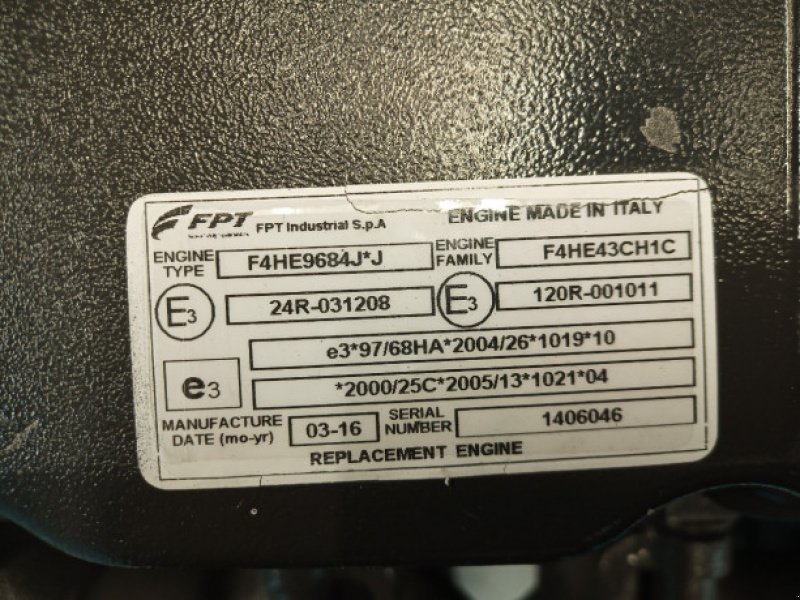 FPT FPT Industrial S.p.A ENGINE MADE IN ITALY
ENGINE TYPE F4HE9684J*J ENGINE FAMILY F4HE43CH1C
E3 24R-031208 E3 120R-001011
e3*97/68HA*2004/26*1019*10
e3 *2000/25C*2005/13*1021*04
MANUFACTURE DATE (mo-yr) 03-16 SERIAL NUMBER 1406046
REPLACEMENT ENGINE